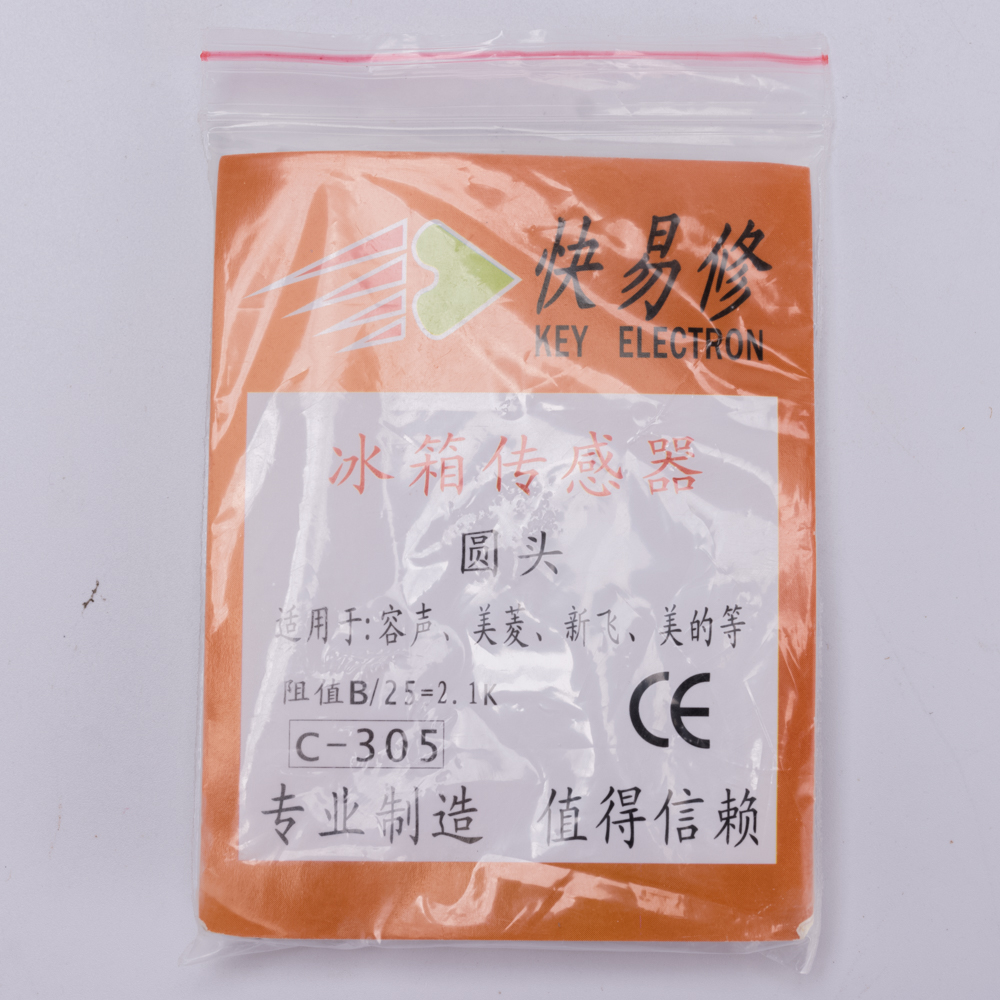 快易修
KEY ELECTRON
冰箱传感器
圆头
适用于:容声、美菱、新飞、美的等
阻值B/25=2.1K
CE
C-305
专业制造 值得信赖